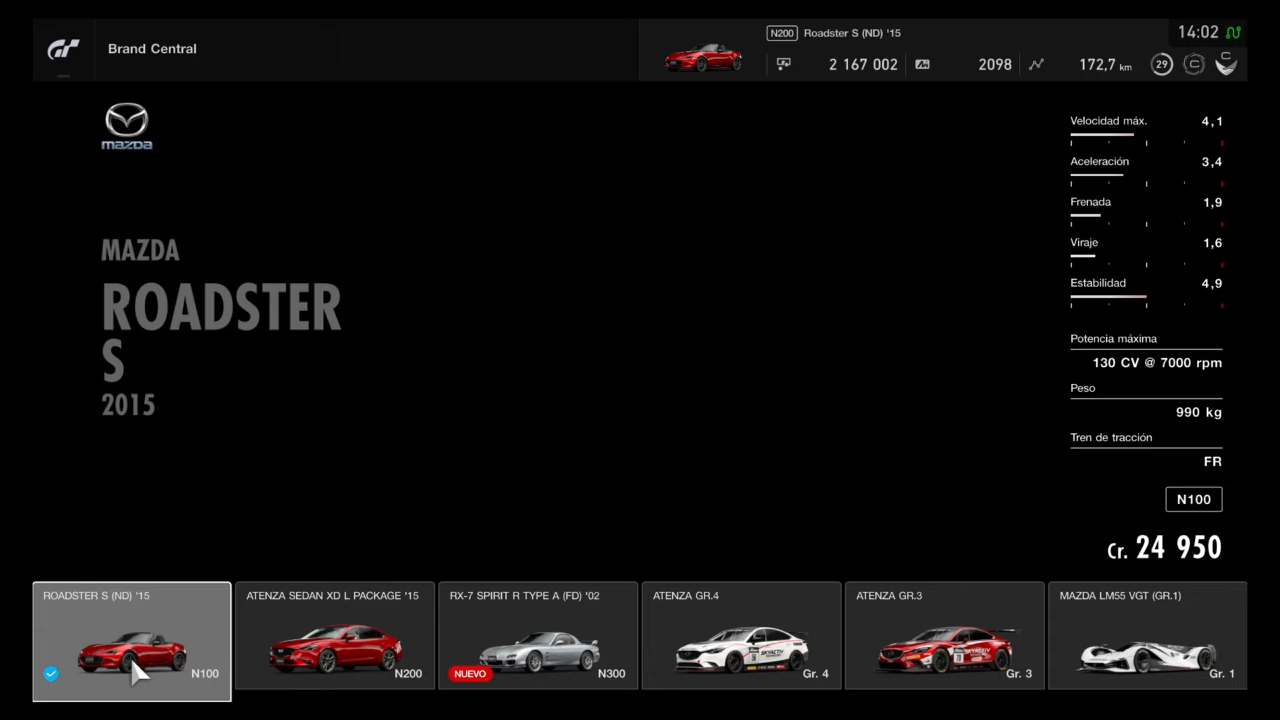 Brand Central
N200 Roadster S (ND) '15
2 167 002
2098
172,7 km
29
C
C
14:02
mazda
MAZDA
ROADSTER
S
2015
Velocidad máx. 4,1
Aceleración 3,4
Frenada 1,9
Viraje 1,6
Estabilidad 4,9
Potencia máxima
130 CV @ 7000 rpm
Peso
990 kg
Tren de tracción
FR
N100
Cr. 24 950
ROADSTER S (ND) '15
N100
ATENZA SEDAN XD L PACKAGE '15
N200
RX-7 SPIRIT R TYPE A (FD) '02
NUEVO
N300
ATENZA GR.4
Gr. 4
ATENZA GR.3
Gr. 3
MAZDA LM55 VGT (GR.1)
Gr. 1